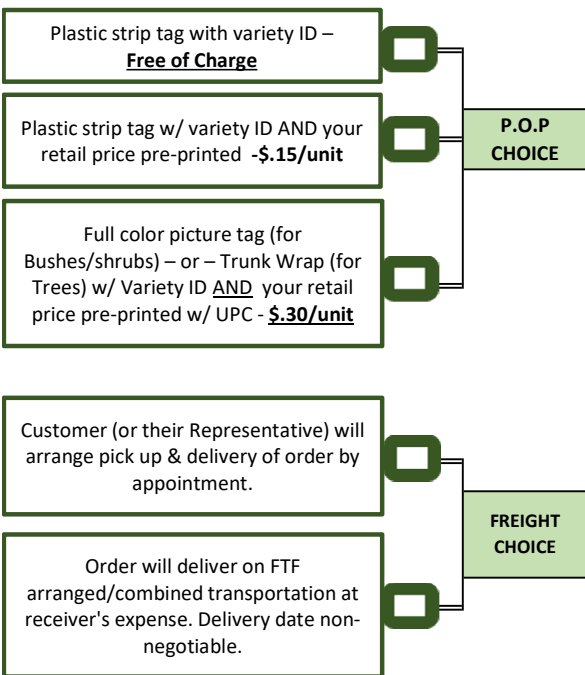 Plastic strip tag with variety ID –
Free of Charge
Plastic strip tag w/ variety ID AND your
retail price pre-printed -$.15/unit
P.O.P
CHOICE
Full color picture tag (for
Bushes/shrubs) – or – Trunk Wrap (for
Trees) w/ Variety ID AND your retail
price pre-printed w/ UPC - $.30/unit
Customer (or their Representative) will
arrange pick up & delivery of order by
appointment.
FREIGHT
CHOICE
Order will deliver on FTF
arranged/combined transportation at
receiver's expense. Delivery date non-
negotiable.